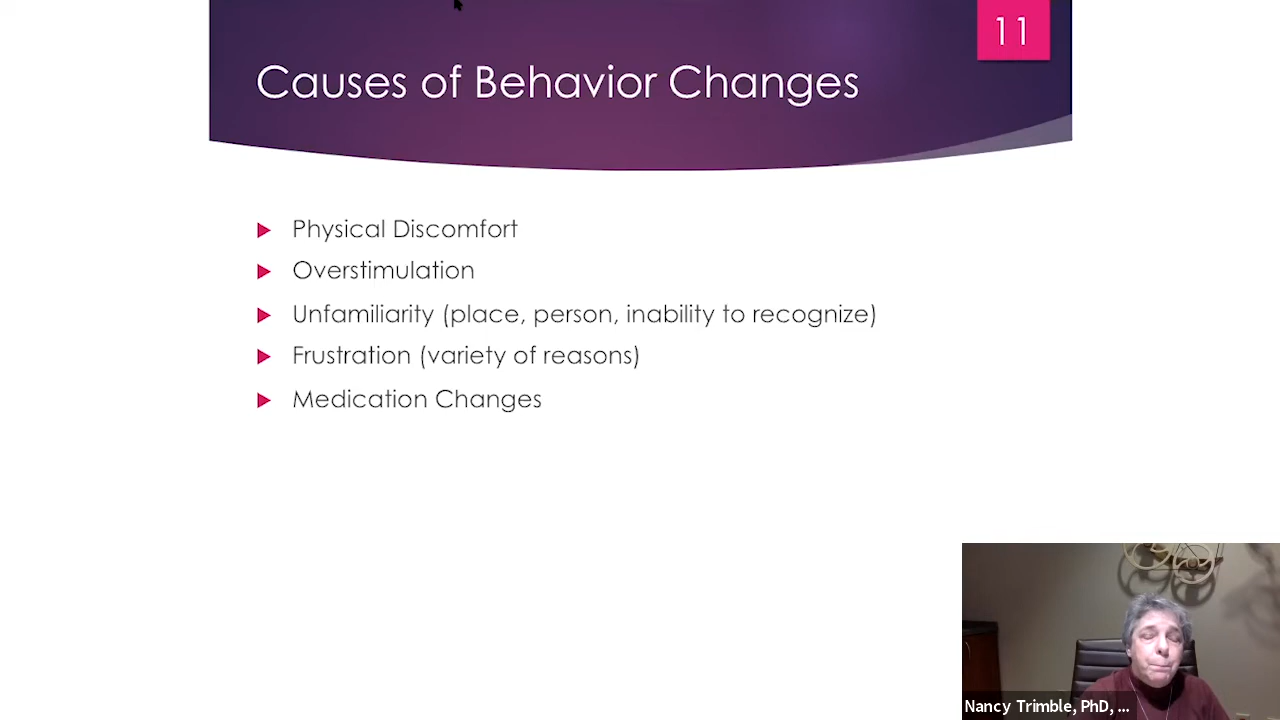 11
Causes of Behavior Changes
Physical Discomfort
Overstimulation
Unfamiliarity (place, person, inability to recognize)
Frustration (variety of reasons)
Medication Changes
Nancy Trimble, PhD, ...